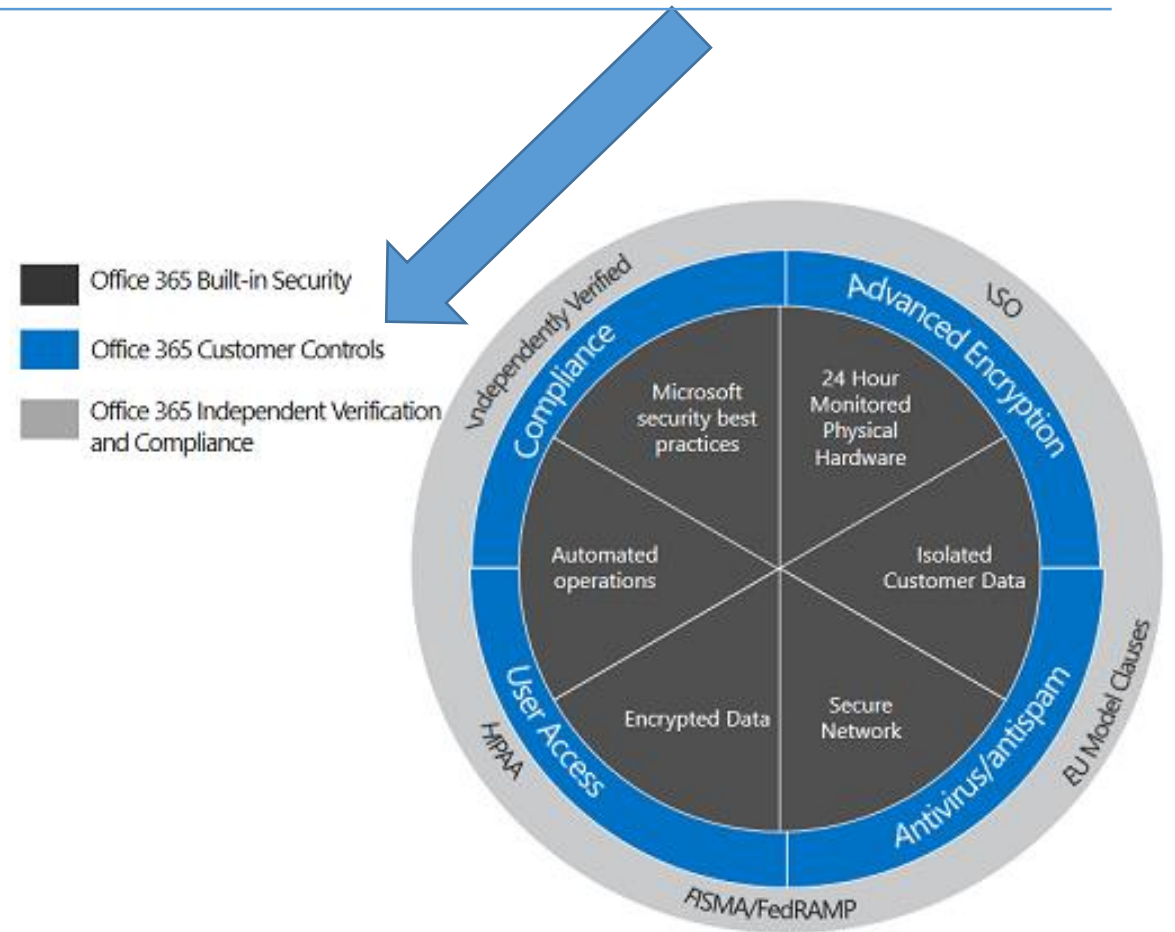 Office 365 Built-in Security
Office 365 Customer Controls
Office 365 Independent Verification
and Compliance
Independently Verified
ISO
EU Model Clauses
FISMA/FedRAMP
HIPAA
Compliance
Advanced Encryption
Antivirus/antispam
User Access
Microsoft
security best
practices
24 Hour
Monitored
Physical
Hardware
Automated
operations
Isolated
Customer Data
Encrypted Data
Secure
Network